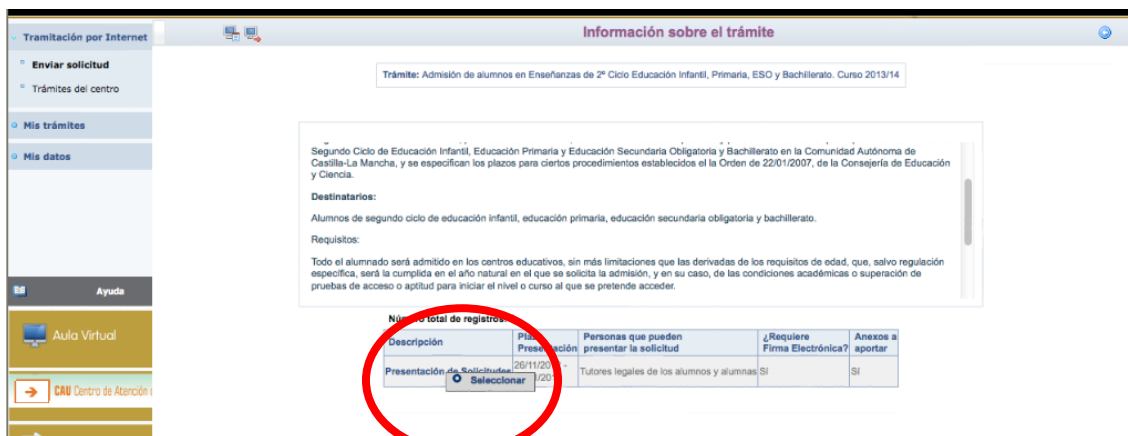 Tramitación por Internet
Información sobre el trámite
Enviar solicitud
Trámites del centro
Mis trámites
Mis datos
Ayuda
Aula Virtual
CAU Centro de Atención
Trámite: Admisión de alumnos en Enseñanzas de 2º Ciclo Educación Infantil, Primaria, ESO y Bachillerato. Curso 2013/14
Segundo Ciclo de Educación Infantil, Educación Primaria y Educación Secundaria Obligatoria y Bachillerato en la Comunidad Autónoma de
Castilla-La Mancha, y se especifican los plazos para ciertos procedimientos establecidos el la Orden de 22/01/2007, de la Consejería de Educación
y Ciencia.
Destinatarios:
Alumnos de segundo ciclo de educación infantil, educación primaria, educación secundaria obligatoria y bachillerato.
Requisitos:
Todo el alumnado será admitido en los centros educativos, sin más limitaciones que las derivadas de los requisitos de edad, que, salvo regulación
específica, será la cumplida en el año natural en el que se solicita la admisión, y en su caso, de las condiciones académicas o superación de
pruebas de acceso o aptitud para iniciar el nivel o curso al que se pretende acceder.
total de registros
Descripción
Presentación
Personas que pueden
presentar la solicitud
¿Requiere
Firma Electrónica?
Anexos a
aportar
Presentación de Solicitudes
Tutores legales de los alumnos y alumnas
SI
SI
Seleccionar